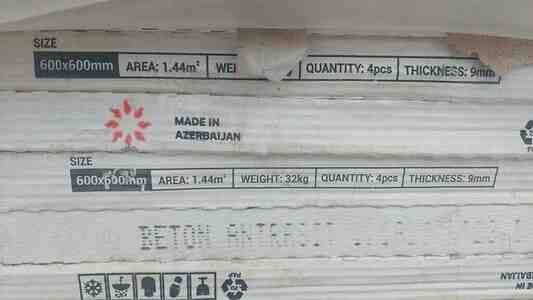 SIZE
600x600mm AREA: 1.44m² QUANTITY: 4pcs THICKNESS: 9mm
MADE IN
AZERBAIJAN
SIZE
600x600mm AREA: 1.44m² WEIGHT: 32kg QUANTITY: 4pcs THICKNESS: 9mm
BETON ANTRASIT
PAP